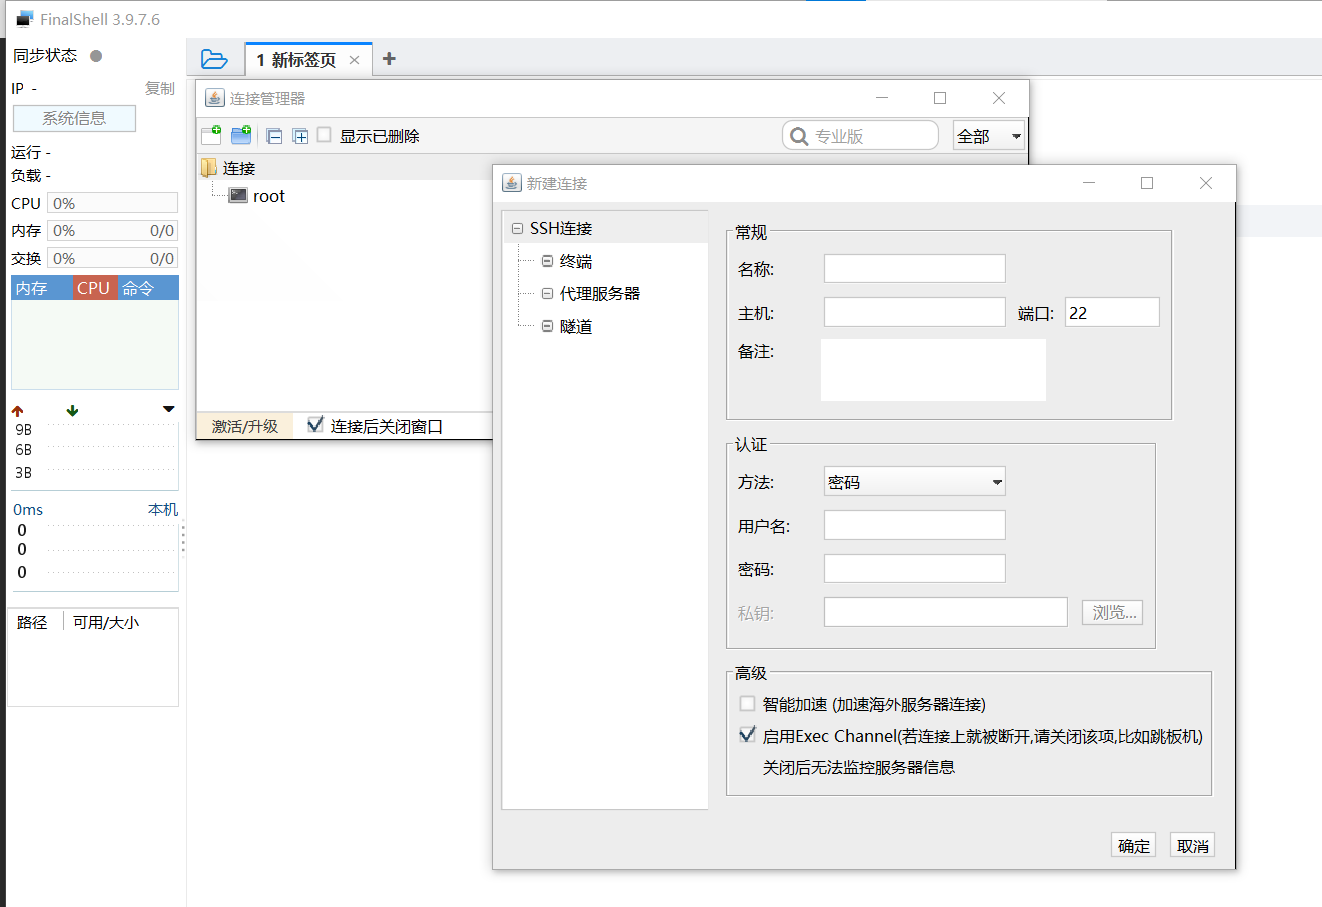 FinalShell 3.9.7.6
同步状态
IP -
复制
系统信息
运行 -
负载 -
CPU 0%
内存 0% 0/0
交换 0% 0/0
内存 CPU 命令
9B
6B
3B
0ms 本机
0
0
0
路径 可用/大小
1 新标签页
连接管理器
显示已删除
专业版
全部
连接
root
激活/升级
连接后关闭窗口
新建连接
SSH连接
终端
代理服务器
隧道
常规
名称:
主机:
端口: 22
备注:
认证
方法: 密码
用户名:
密码:
私钥:
浏览...
高级
智能加速 (加速海外服务器连接)
启用Exec Channel(若连接上就被断开,请关闭该项,比如跳板机)
关闭后无法监控服务器信息
确定
取消